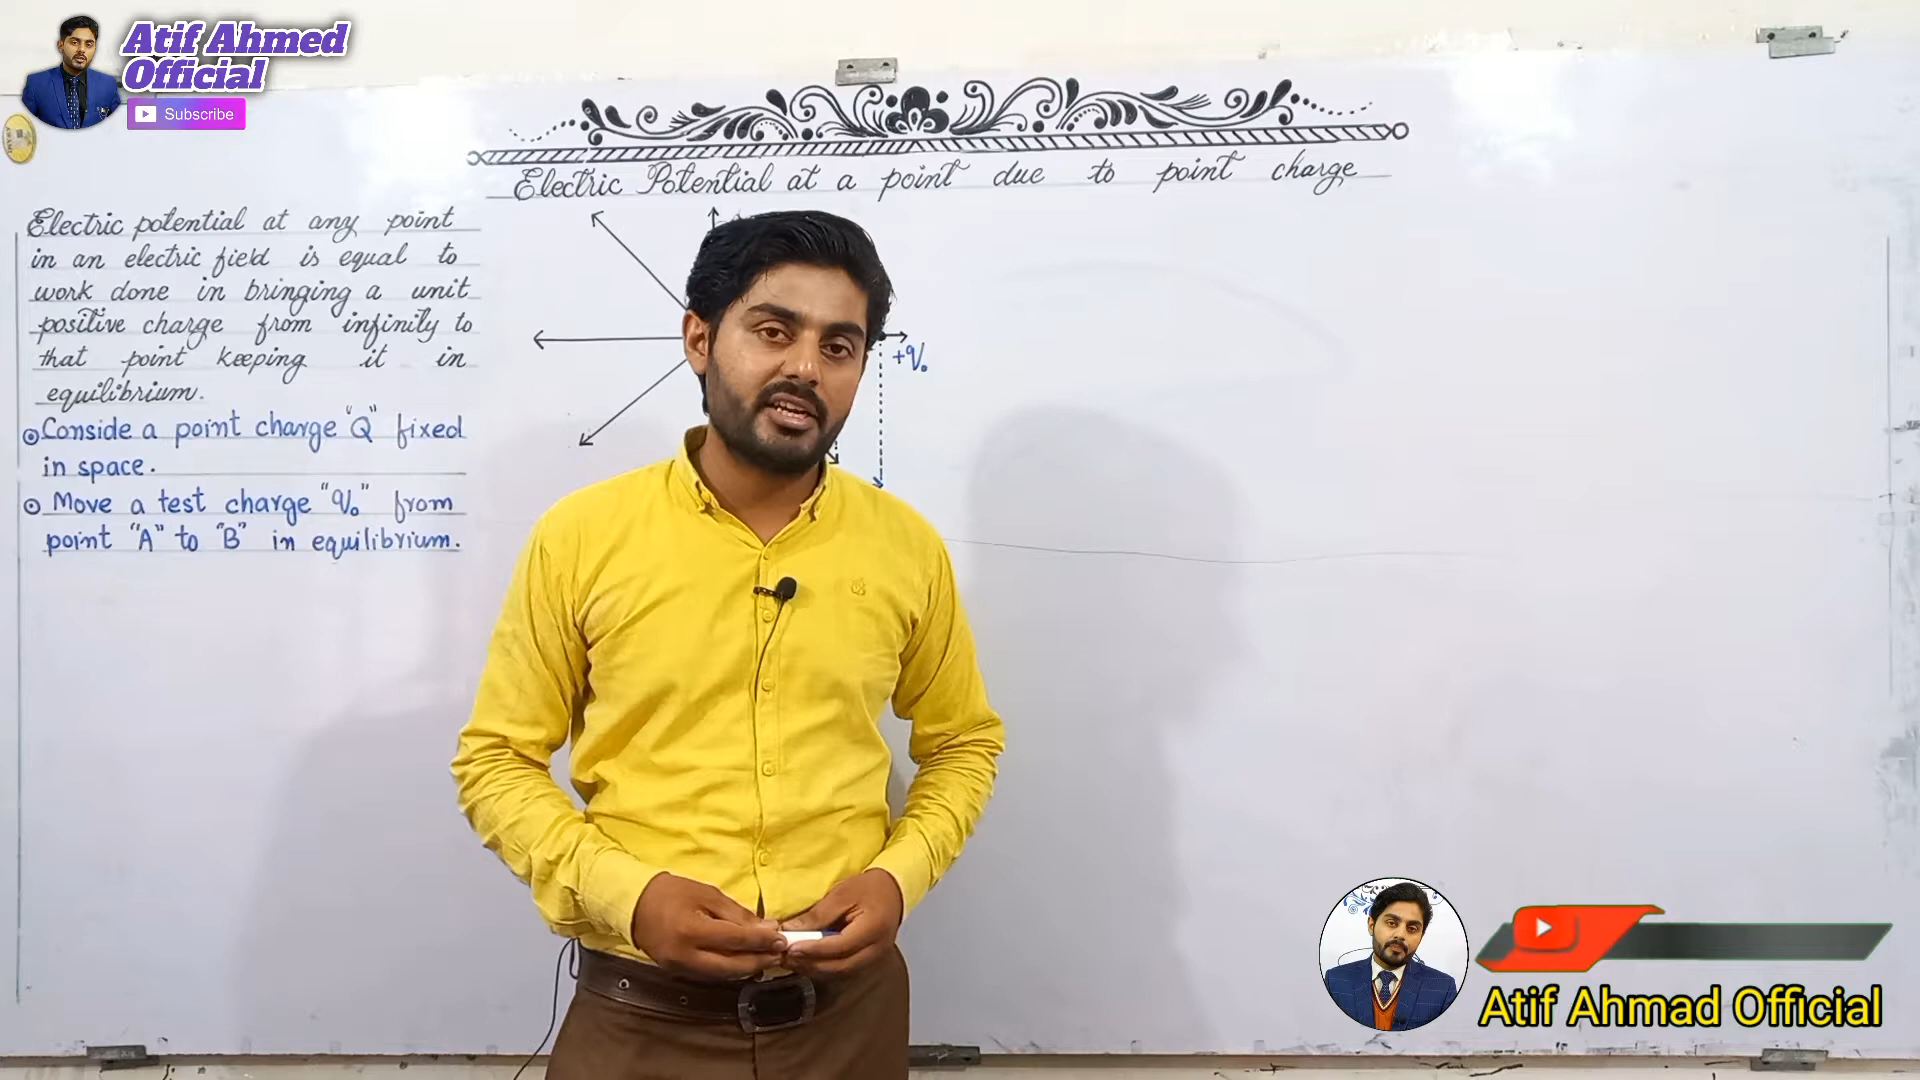 Atif Ahmed
Official
Subscribe
Electric Potential at a point due to point charge
Electric potential at any point
in an electric field is equal to
work done in bringing a unit
positive charge from infinity to
that point keeping it in
equilibrium.
⊙ Conside a point charge "Q" fixed
in space.
⊙ Move a test charge "q₀" from
point "A" to "B" in equilibrium.
+q₀
Atif Ahmad Official